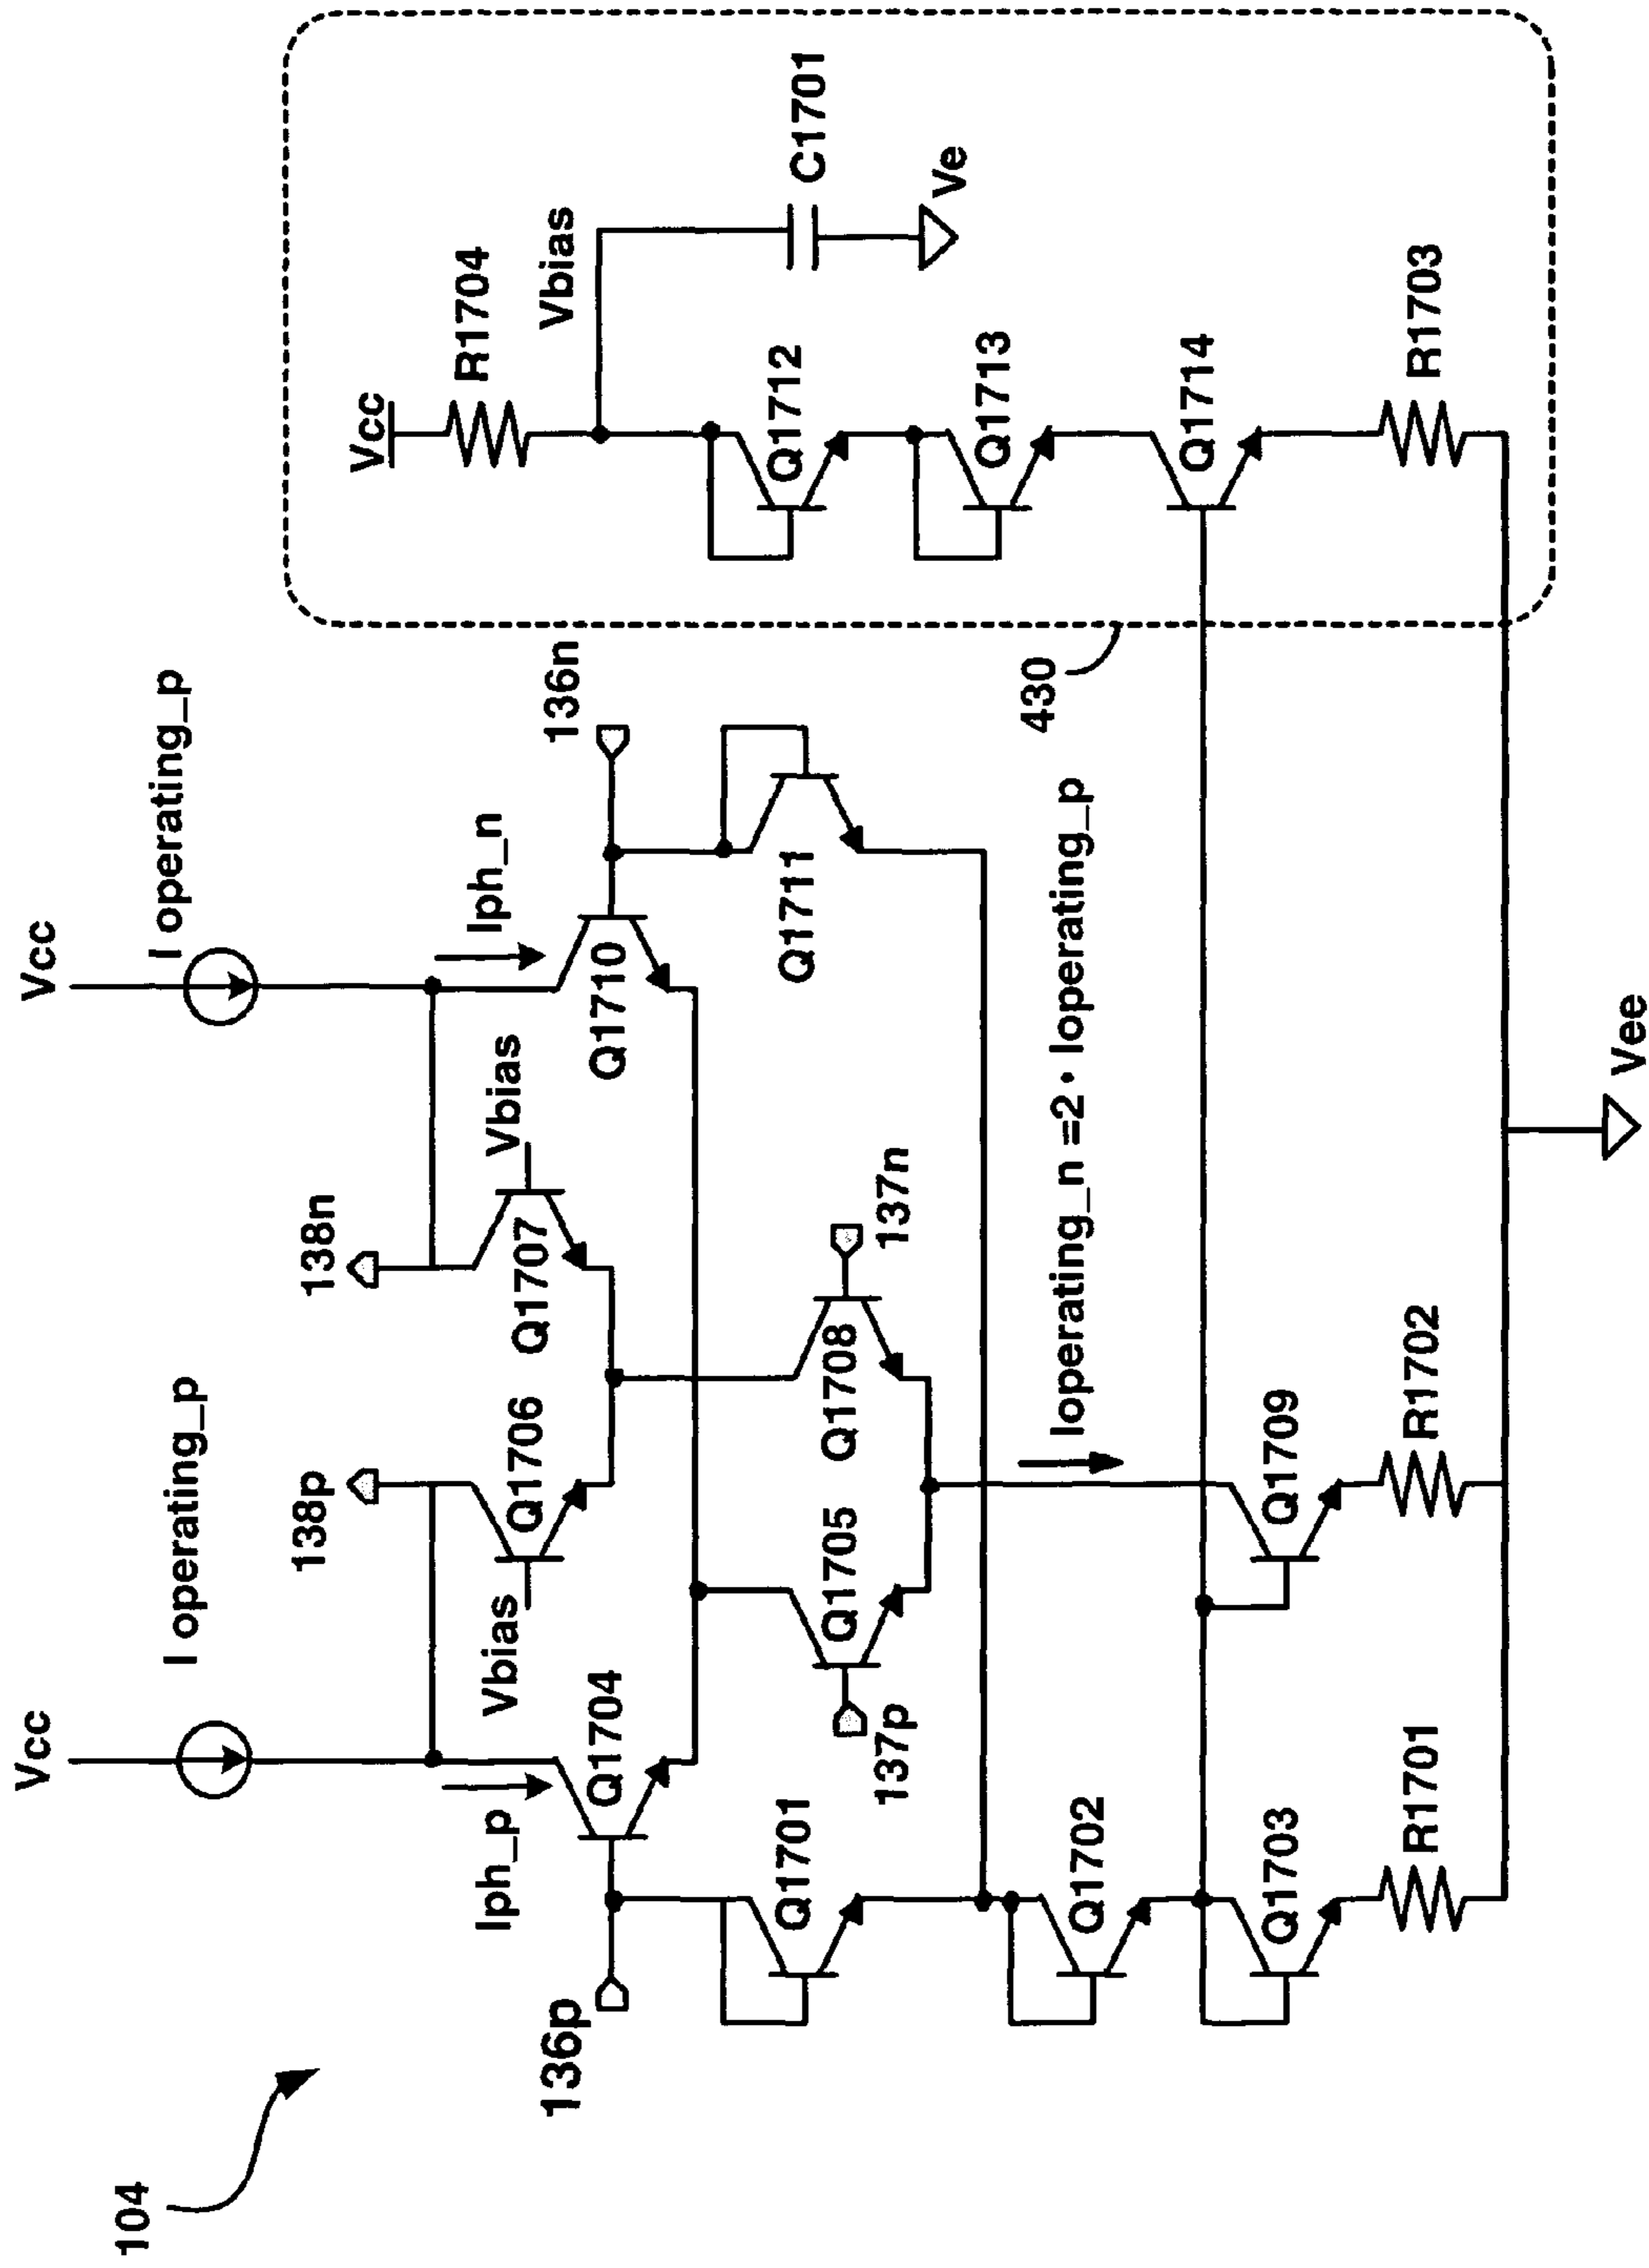 104
Vcc
Vcc
I operating_p
I operating_p
138p
138n
Iph_p
Iph_n
Vbias
Vbias
Q1704
Q1706
Q1707
Q1710
136p
136n
Q1701
137p
Q1705
Q1708
137n
Q1711
Q1702
Ioperating_n =2 • Ioperating_p
Q1703
Q1709
R1701
R1702
Vee
430
Vcc
R1704
Vbias
C1701
Q1712
Ve
Q1713
Q1714
R1703